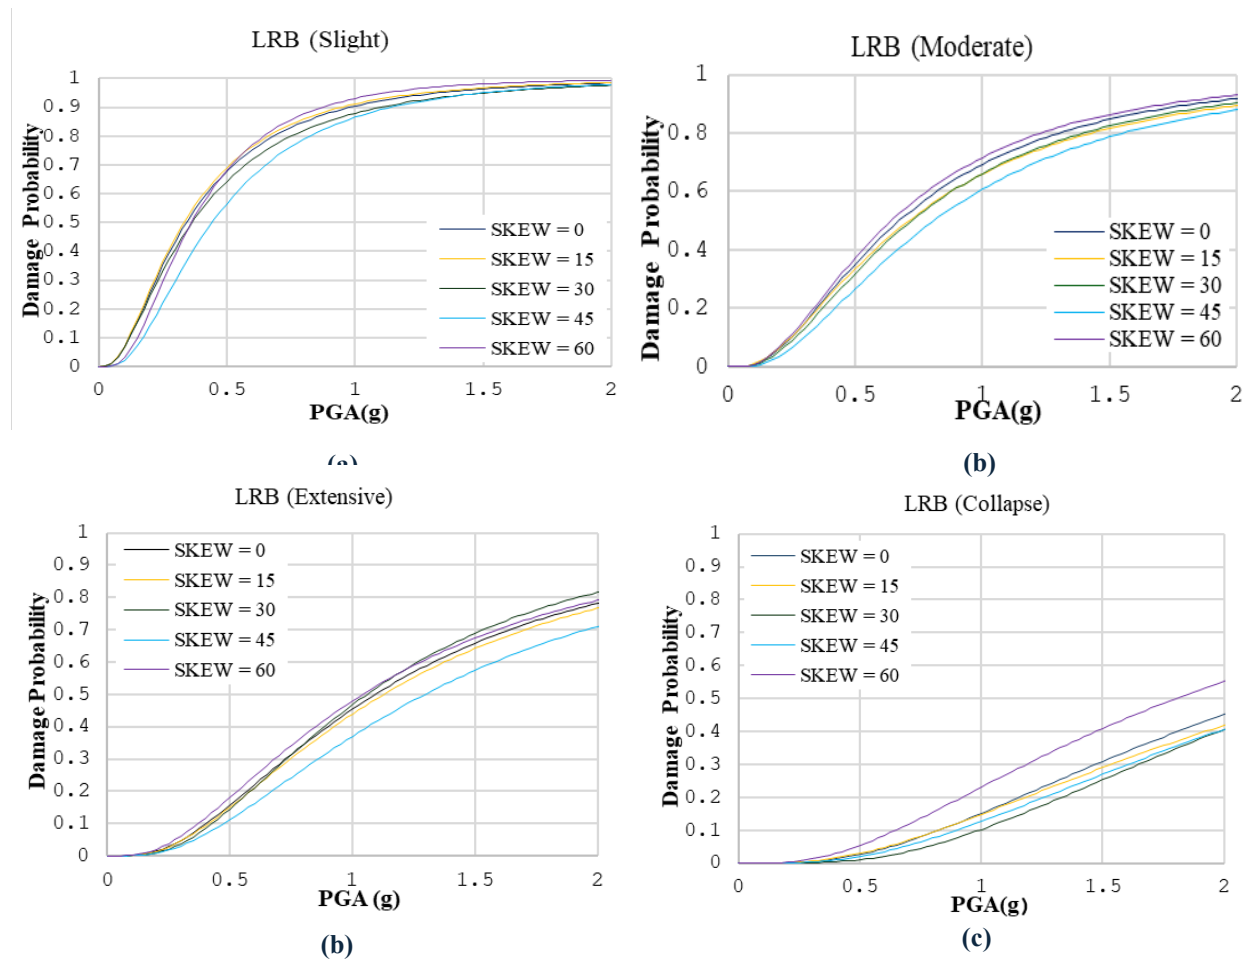 LRB (Slight)
Damage Probability
1
0.9
0.8
0.7
0.6
0.5
0.4
0.3
0.2
0.1
0
SKEW = 0
SKEW = 15
SKEW = 30
SKEW = 45
SKEW = 60
0 0.5 1 1.5 2
PGA(g)
(a)
LRB (Moderate)
Damage Probability
1
0.8
0.6
0.4
0.2
0
SKEW = 0
SKEW = 15
SKEW = 30
SKEW = 45
SKEW = 60
0 0.5 1 1.5 2
PGA(g)
(b)
LRB (Extensive)
Damage Probability
1
0.9
0.8
0.7
0.6
0.5
0.4
0.3
0.2
0.1
0
SKEW = 0
SKEW = 15
SKEW = 30
SKEW = 45
SKEW = 60
0 0.5 1 1.5 2
PGA (g)
(b)
LRB (Collapse)
Damage Probability
1
0.9
0.8
0.7
0.6
0.5
0.4
0.3
0.2
0.1
0
SKEW = 0
SKEW = 15
SKEW = 30
SKEW = 45
SKEW = 60
0 0.5 1 1.5 2
PGA(g)
(c)